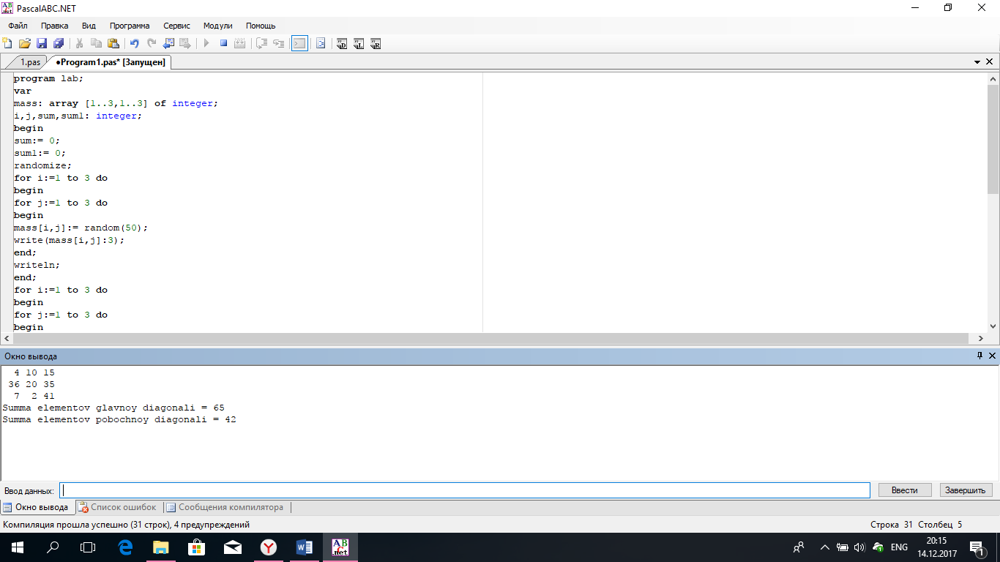 PascalABC.NET
Файл Правка Вид Программа Сервис Модули Помощь
1.pas •Program1.pas* [Запущен]
program lab;
var
mass: array [1..3,1..3] of integer;
i,j,sum,sum1: integer;
begin
sum:= 0;
sum1:= 0;
randomize;
for i:=1 to 3 do
begin
for j:=1 to 3 do
begin
mass[i,j]:= random(50);
write(mass[i,j]:3);
end;
writeln;
end;
for i:=1 to 3 do
begin
for j:=1 to 3 do
begin
Окно вывода
4 10 15
36 20 35
7 2 41
Summa elementov glavnoy diagonali = 65
Summa elementov pobochnoy diagonali = 42
Ввод данных: Ввести Завершить
Окно вывода Список ошибок Сообщения компилятора
Компиляция прошла успешно (31 строк), 4 предупреждений Строка 31 Столбец 5
ENG 20:15
14.12.2017